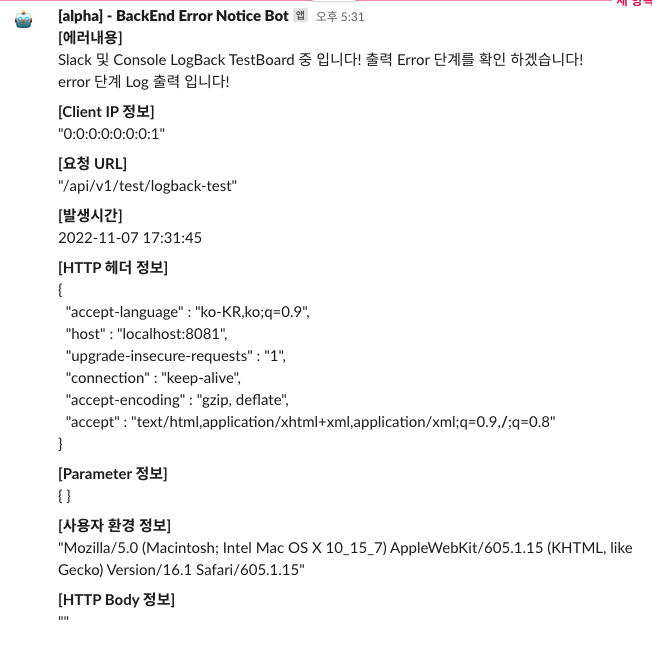 새 항목
[alpha] - BackEnd Error Notice Bot 앱 오후 5:31
[에러내용]
Slack 및 Console LogBack TestBoard 중 입니다! 출력 Error 단계를 확인 하겠습니다!
error 단계 Log 출력 입니다!
[Client IP 정보]
"0:0:0:0:0:0:0:1"
[요청 URL]
"/api/v1/test/logback-test"
[발생시간]
2022-11-07 17:31:45
[HTTP 헤더 정보]
{
"accept-language" : "ko-KR,ko;q=0.9",
"host" : "localhost:8081",
"upgrade-insecure-requests" : "1",
"connection" : "keep-alive",
"accept-encoding" : "gzip, deflate",
"accept" : "text/html,application/xhtml+xml,application/xml;q=0.9,/;q=0.8"
}
[Parameter 정보]
{ }
[사용자 환경 정보]
"Mozilla/5.0 (Macintosh; Intel Mac OS X 10_15_7) AppleWebKit/605.1.15 (KHTML, like
Gecko) Version/16.1 Safari/605.1.15"
[HTTP Body 정보]
""